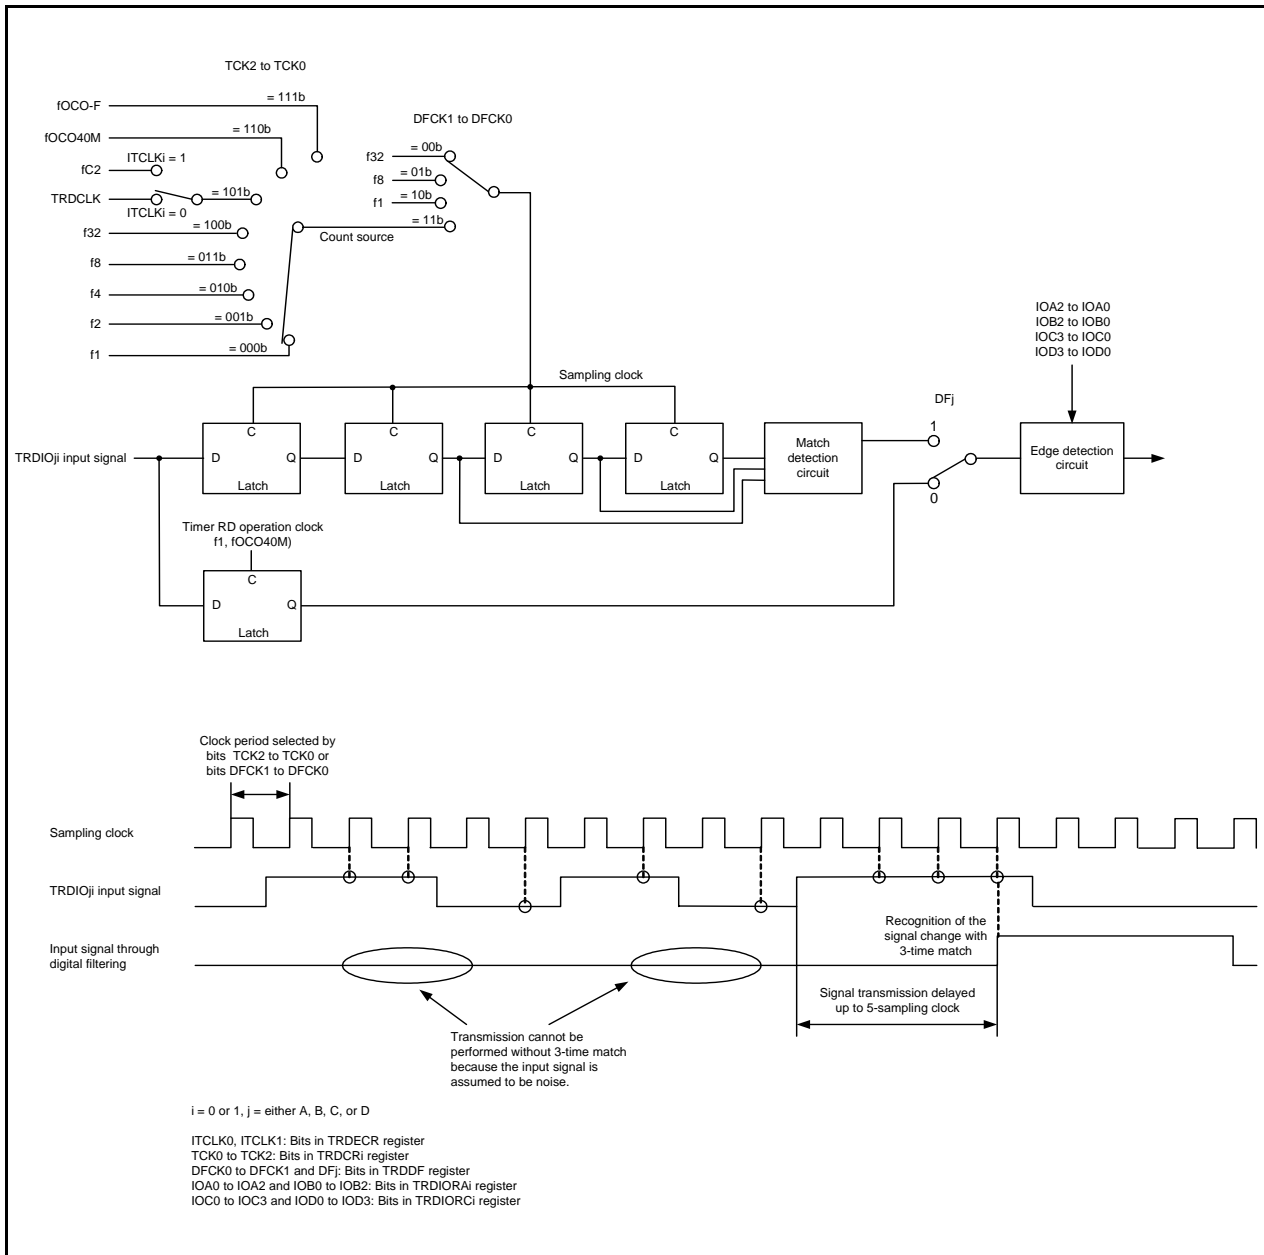 TCK2 to TCK0
fOCO-F
= 111b
fOCO40M
= 110b
fC2
ITCLKi = 1
TRDCLK
= 101b
ITCLKi = 0
f32
= 100b
f8
= 011b
f4
= 010b
f2
= 001b
f1
= 000b
Count source
DFCK1 to DFCK0
f32
= 00b
f8
= 01b
f1
= 10b
= 11b
IOA2 to IOA0
IOB2 to IOB0
IOC3 to IOC0
IOD3 to IOD0
Sampling clock
TRDIOji input signal
C
D
Q
Latch
C
D
Q
Latch
C
D
Q
Latch
C
D
Q
Latch
Match
detection
circuit
DFj
1
0
Edge detection
circuit
Timer RD operation clock
f1, fOCO40M)
C
D
Q
Latch
Clock period selected by
bits TCK2 to TCK0 or
bits DFCK1 to DFCK0
Sampling clock
TRDIOji input signal
Input signal through
digital filtering
Recognition of the
signal change with
3-time match
Signal transmission delayed
up to 5-sampling clock
Transmission cannot be
performed without 3-time match
because the input signal is
assumed to be noise.
i = 0 or 1, j = either A, B, C, or D
ITCLK0, ITCLK1: Bits in TRDECR register
TCK0 to TCK2: Bits in TRDCRi register
DFCK0 to DFCK1 and DFj: Bits in TRDDF register
IOA0 to IOA2 and IOB0 to IOB2: Bits in TRDIORAi register
IOC0 to IOC3 and IOD0 to IOD3: Bits in TRDIORCi register